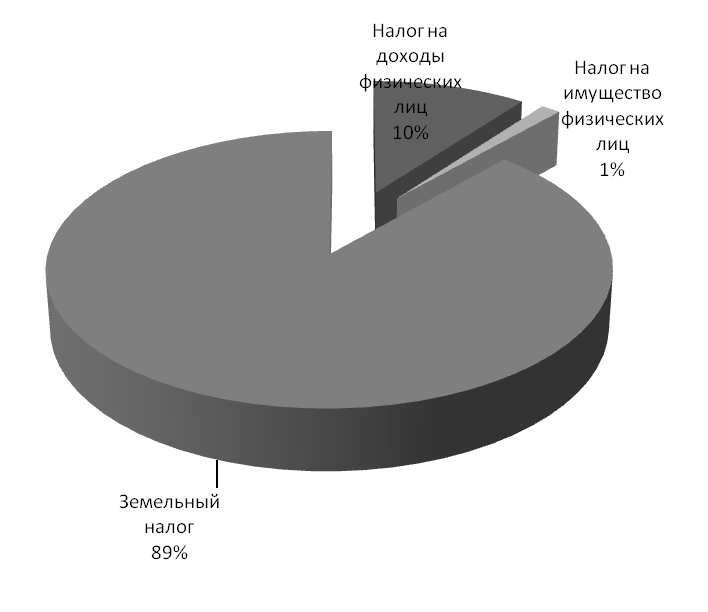 Налог на
доходы
физических
лиц
10%
Налог на
имущество
физических
лиц
1%
Земельный
налог
89%